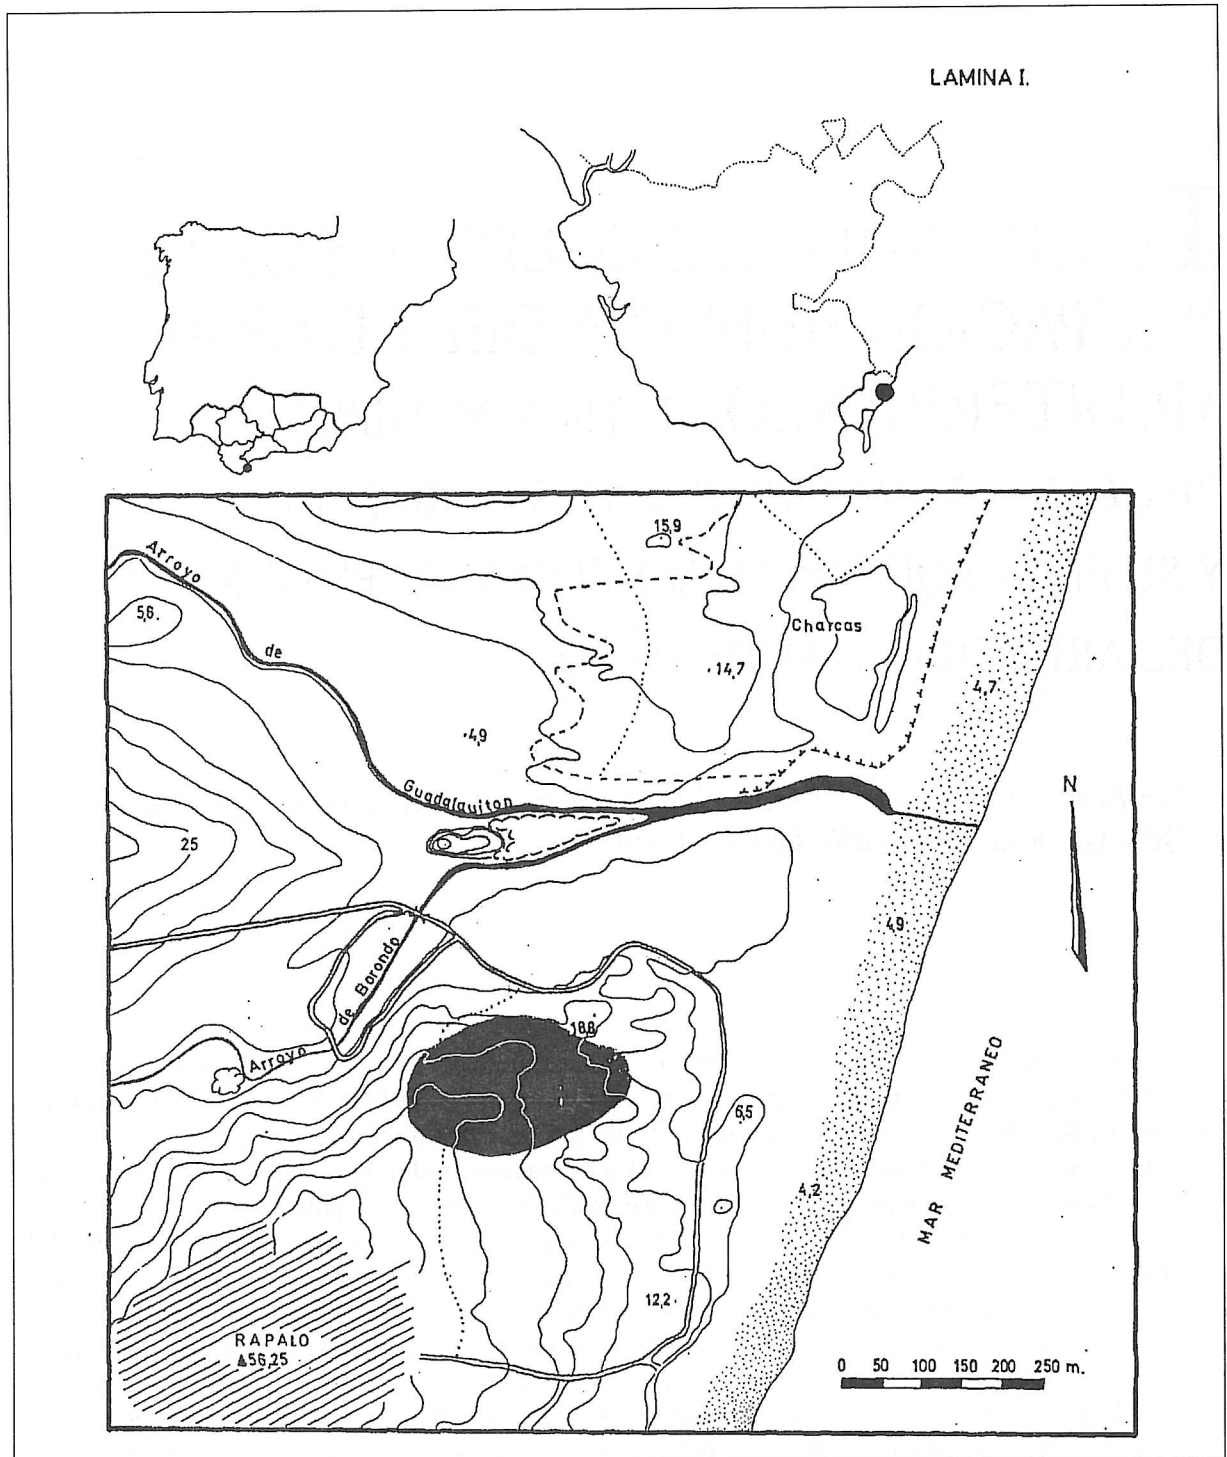 LAMINA I.
15,9
Arroyo
5,6.
de
Charcas
14,7
4,7
4,9
Guadalquiton
N
25
4,9
de Borondo
Arroyo
18,8
6,5
MAR MEDITERRANEO
4,2
12,2
RAPALO
56,25
0 50 100 150 200 250 m.